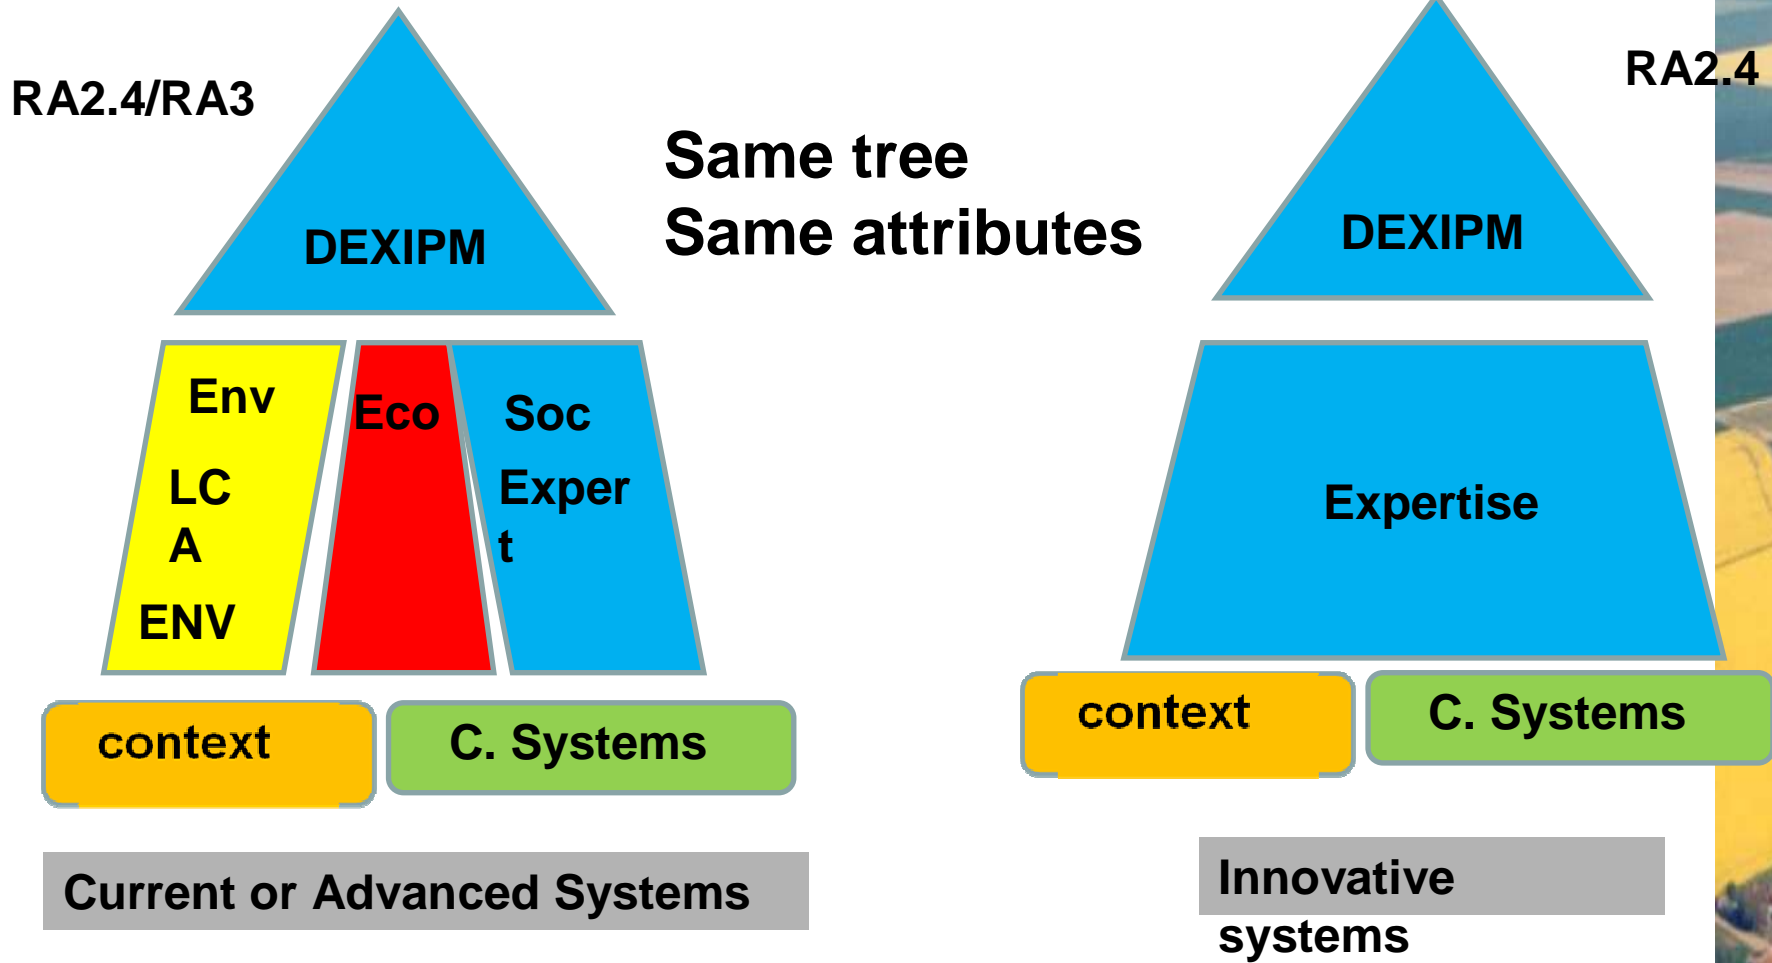 RA2.4/RA3
DEXIPM
Same tree
Same attributes
RA2.4
DEXIPM
Env
LC
A
ENV
Eco
Soc
Exper
t
Expertise
context
C. Systems
context
C. Systems
Current or Advanced Systems
Innovative
systems